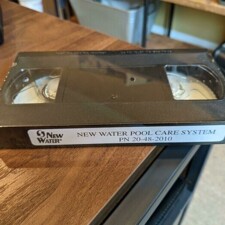 NEW
WATER
NEW WATER POOL CARE SYSTEM
PN 20-48-2010